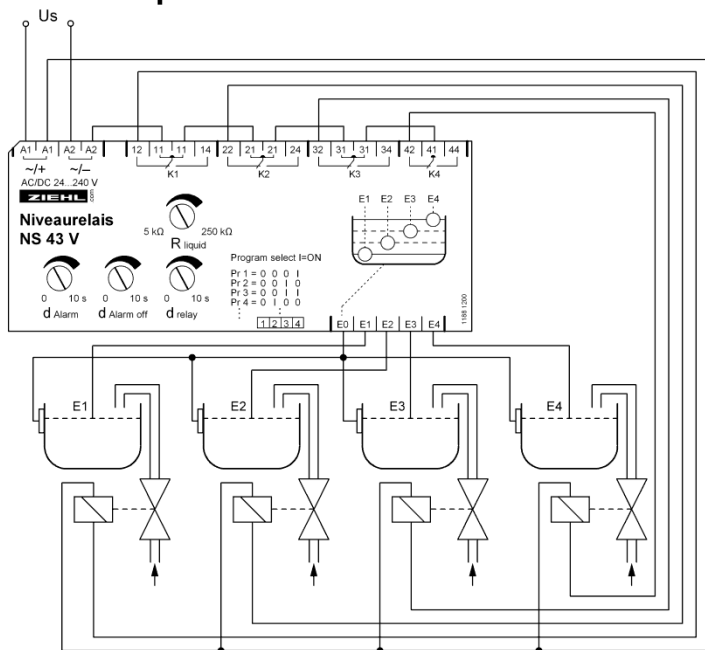 Us
A1 A1 A2 A2 12 11 11 14 22 21 21 24 32 31 31 34 42 41 44
~/+ ~/– K1 K2 K3 K4
AC/DC 24...240 V
ZIEHL .com
Niveaurelais
NS 43 V
5 kΩ 250 kΩ
R liquid
E1 E2 E3 E4
Program select I=ON
Pr 1 = 0 0 0 I
Pr 2 = 0 0 I 0
Pr 3 = 0 0 I I
Pr 4 = 0 I 0 0
1 2 3 4
0 10 s 0 10 s 0 10 s
d Alarm d Alarm off d relay
1188 1200
E0 E1 E2 E3 E4
E1 E2 E3 E4